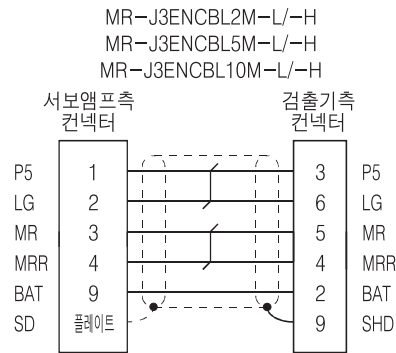 MR-J3ENCBL2M-L/-H
MR-J3ENCBL5M-L/-H
MR-J3ENCBL10M-L/-H
서보앰프측 검출기측
컨넥터 컨넥터
P5 1 3 P5
LG 2 6 LG
MR 3 5 MR
MRR 4 4 MRR
BAT 9 2 BAT
SD 플레이트 9 SHD